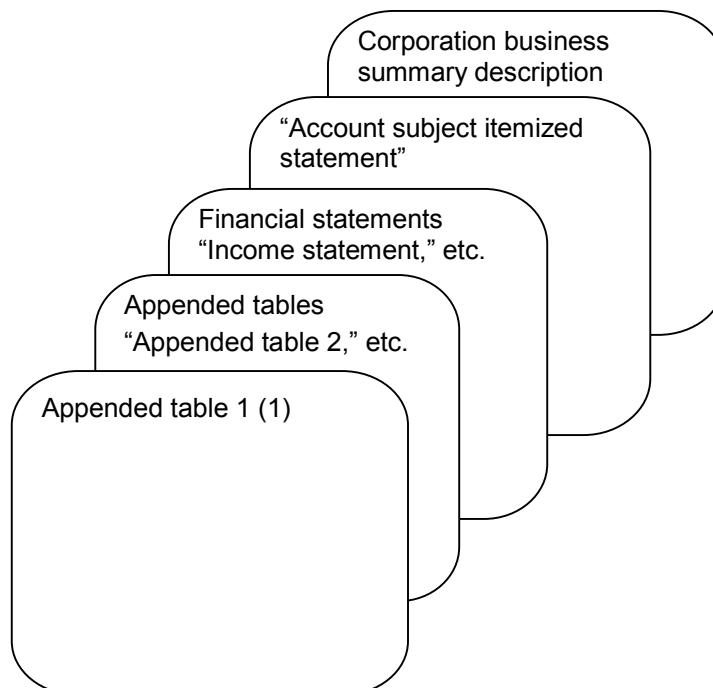 Corporation business
summary description
“Account subject itemized
statement”
Financial statements
“Income statement,” etc.
Appended tables
“Appended table 2,” etc.
Appended table 1 (1)